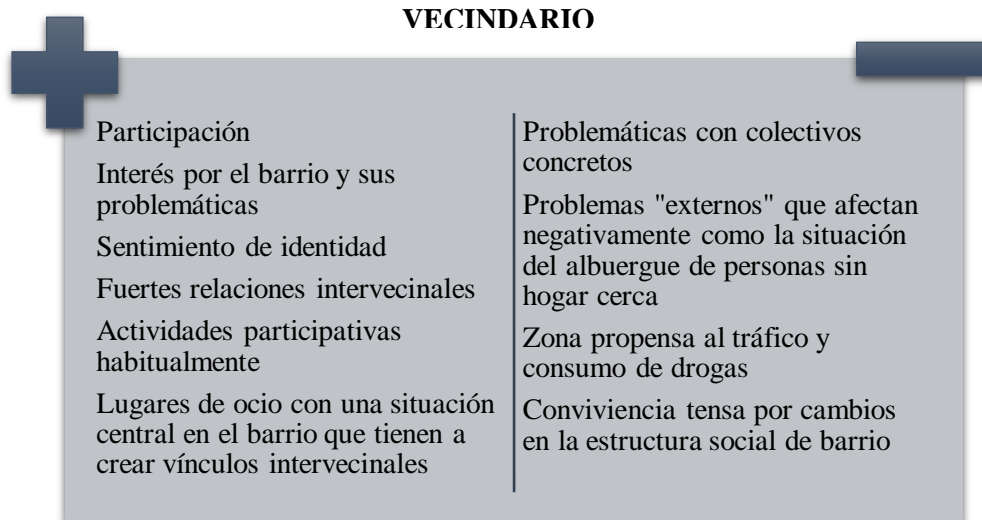 VECINDARIO
Participación
Interés por el barrio y sus
problemáticas
Sentimiento de identidad
Fuertes relaciones intervecinales
Actividades participativas
habitualmente
Lugares de ocio con una situación
central en el barrio que tienen a
crear vínculos intervecinales
Problemáticas con colectivos
concretos
Problemas "externos" que afectan
negativamente como la situación
del albuergue de personas sin
hogar cerca
Zona propensa al tráfico y
consumo de drogas
Conviviencia tensa por cambios
en la estructura social de barrio